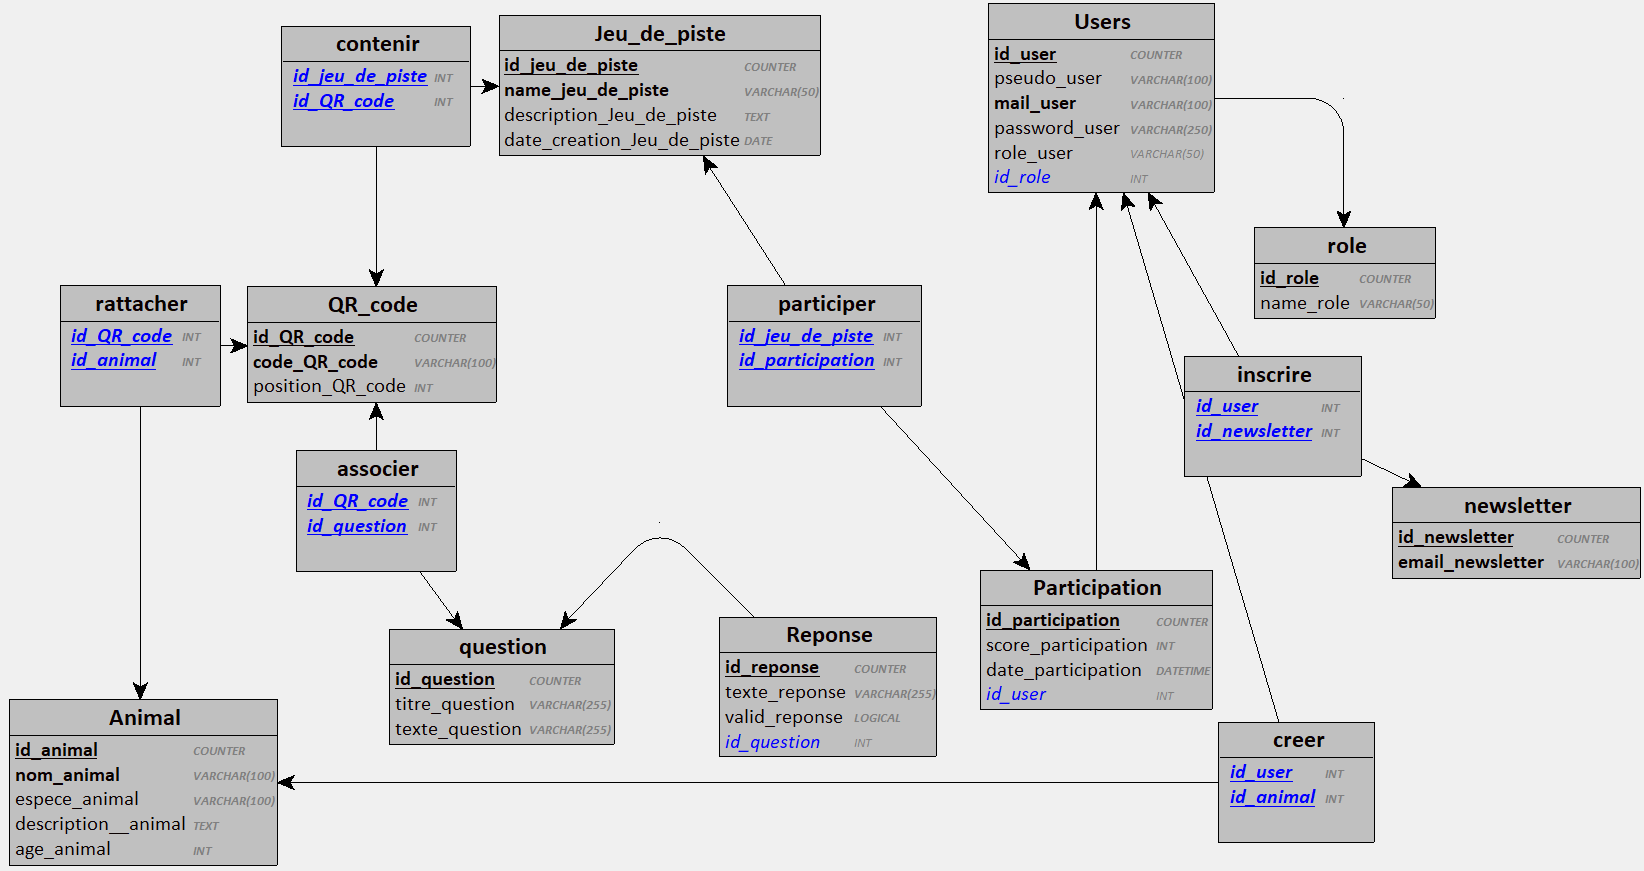 contenir
id_jeu_de_piste INT
id_QR_code INT
Jeu_de_piste
id_jeu_de_piste COUNTER
name_jeu_de_piste VARCHAR(50)
description_Jeu_de_piste TEXT
date_creation_Jeu_de_piste DATE
Users
id_user COUNTER
pseudo_user VARCHAR(100)
mail_user VARCHAR(100)
password_user VARCHAR(250)
role_user VARCHAR(50)
id_role INT
role
id_role COUNTER
name_role VARCHAR(50)
rattacher
id_QR_code INT
id_animal INT
QR_code
id_QR_code COUNTER
code_QR_code VARCHAR(100)
position_QR_code INT
participer
id_jeu_de_piste INT
id_participation INT
inscrire
id_user INT
id_newsletter INT
associer
id_QR_code INT
id_question INT
newsletter
id_newsletter COUNTER
email_newsletter VARCHAR(100)
question
id_question COUNTER
titre_question VARCHAR(255)
texte_question VARCHAR(255)
Reponse
id_reponse COUNTER
texte_reponse VARCHAR(255)
valid_reponse LOGICAL
id_question INT
Participation
id_participation COUNTER
score_participation INT
date_participation DATETIME
id_user INT
Animal
id_animal COUNTER
nom_animal VARCHAR(100)
espece_animal VARCHAR(100)
description__animal TEXT
age_animal INT
creer
id_user INT
id_animal INT